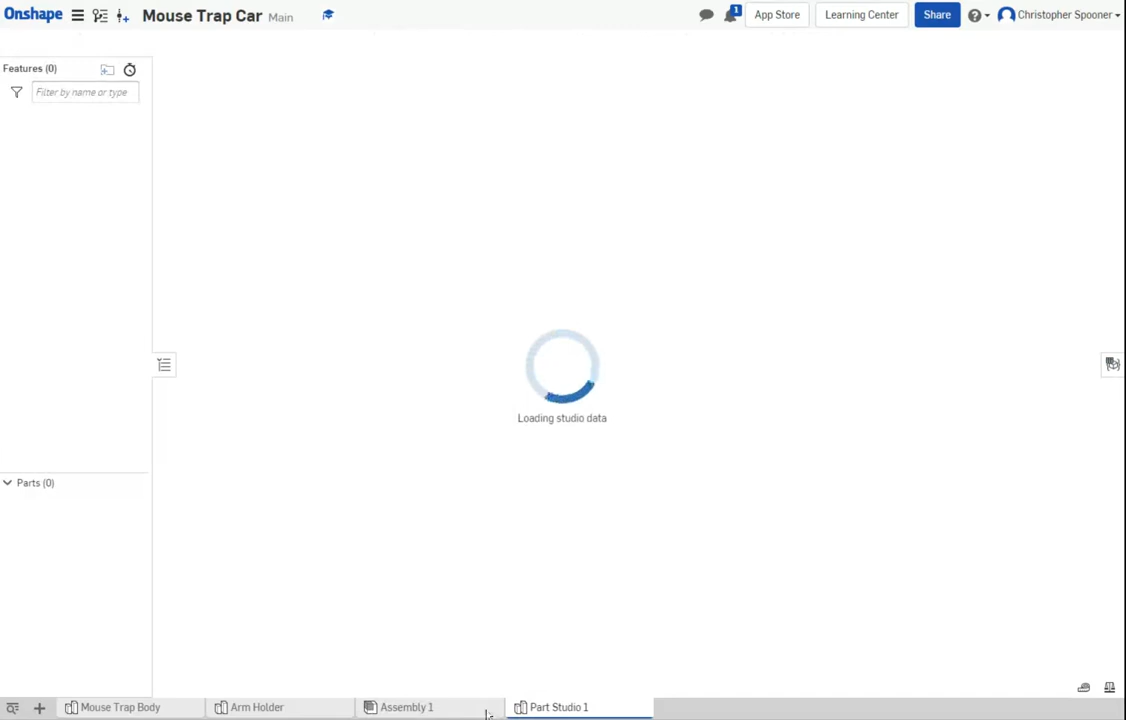 Onshape Mouse Trap Car Main 1 App Store Learning Center Share Christopher Spooner
Features (0)
Filter by name or type
Loading studio data
Parts (0)
Mouse Trap Body Arm Holder Assembly 1 Part Studio 1